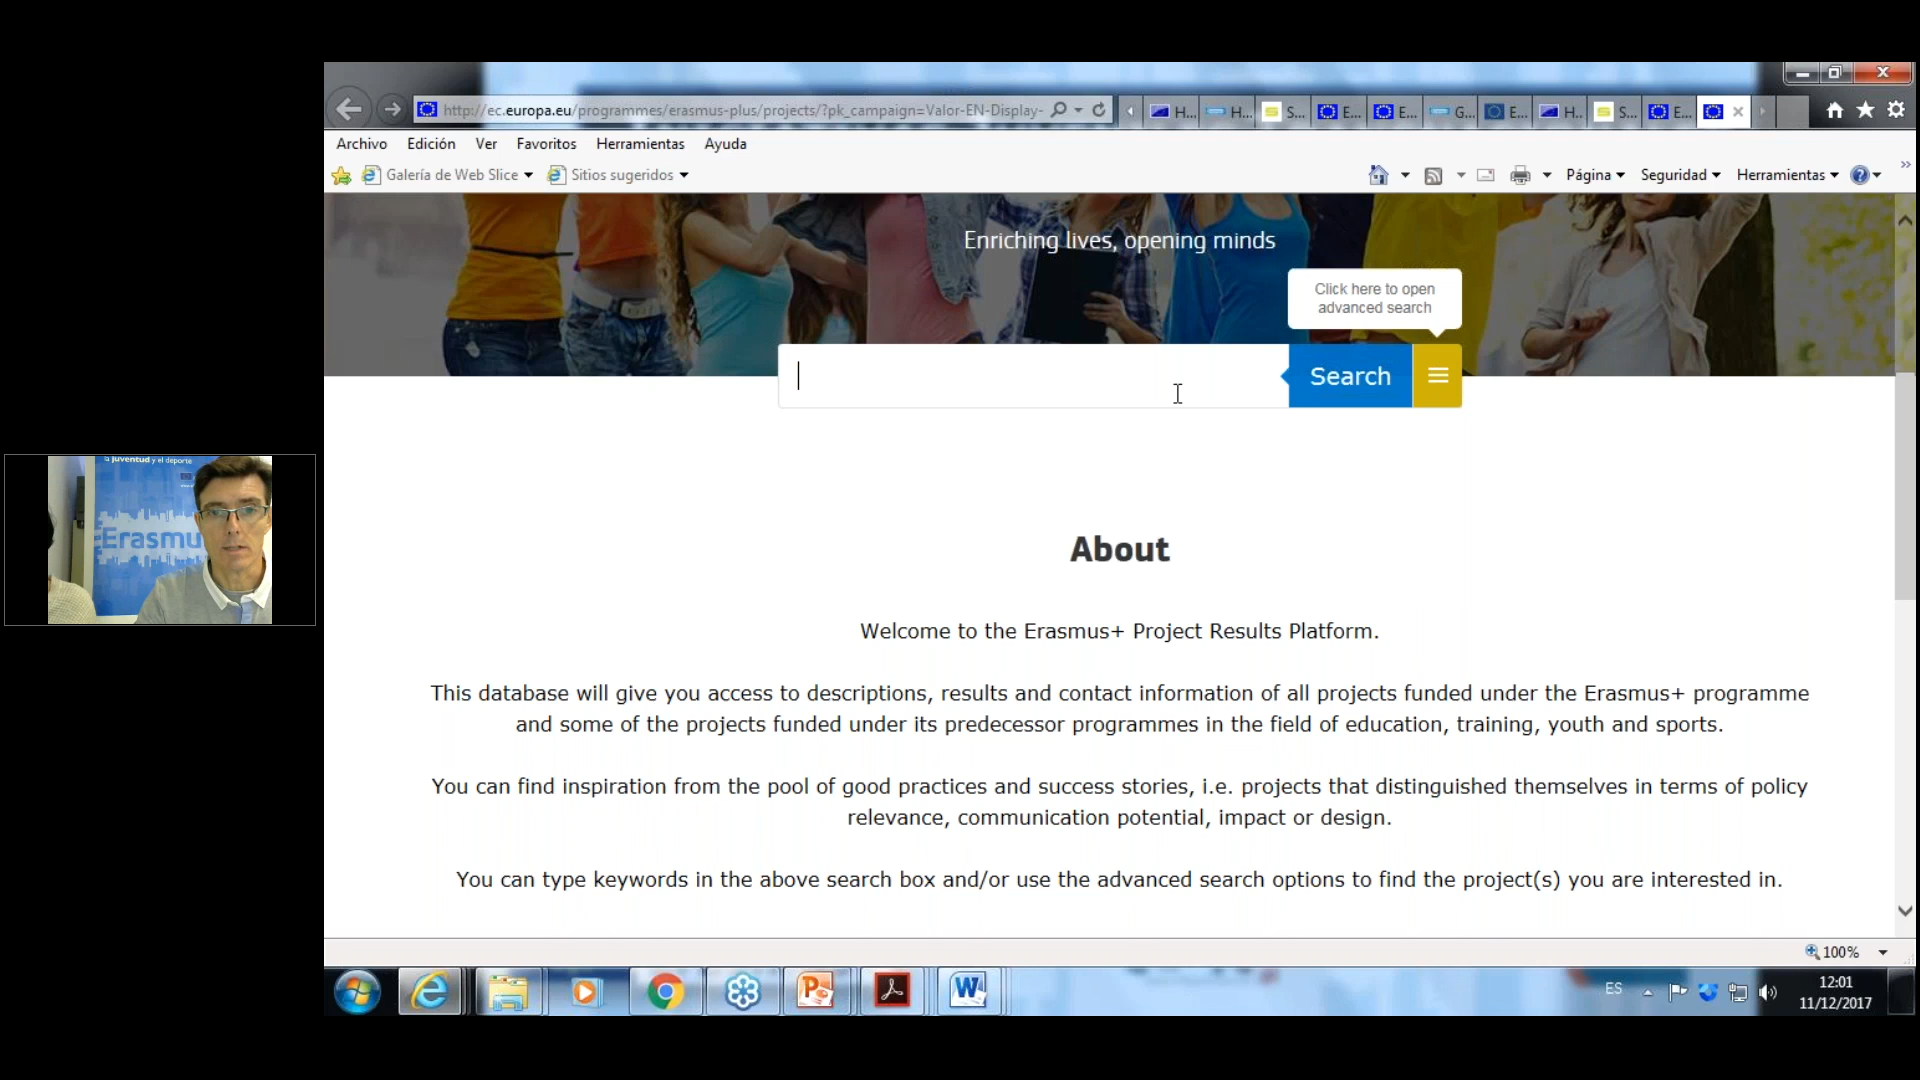 http://ec.europa.eu/programmes/erasmus-plus/projects/?pk_campaign=Valor-EN-Display-
H...
H...
S...
E...
E...
G...
E...
H...
S...
E...
Archivo Edición Ver Favoritos Herramientas Ayuda
Galería de Web Slice Sitios sugeridos Página Seguridad Herramientas
Enriching lives, opening minds
Click here to open
advanced search
Search
la juventud y el deporte
Erasmu
About
Welcome to the Erasmus+ Project Results Platform.
This database will give you access to descriptions, results and contact information of all projects funded under the Erasmus+ programme
and some of the projects funded under its predecessor programmes in the field of education, training, youth and sports.
You can find inspiration from the pool of good practices and success stories, i.e. projects that distinguished themselves in terms of policy
relevance, communication potential, impact or design.
You can type keywords in the above search box and/or use the advanced search options to find the project(s) you are interested in.
100%
ES
12:01
11/12/2017